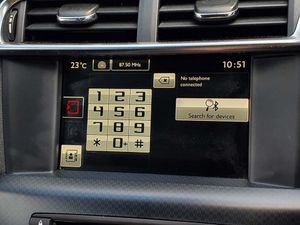 23°C
87.50 MHz
10:51
No telephone
connected
1 2 3
4 5 6
7 8 9
* 0+ #
Search for devices